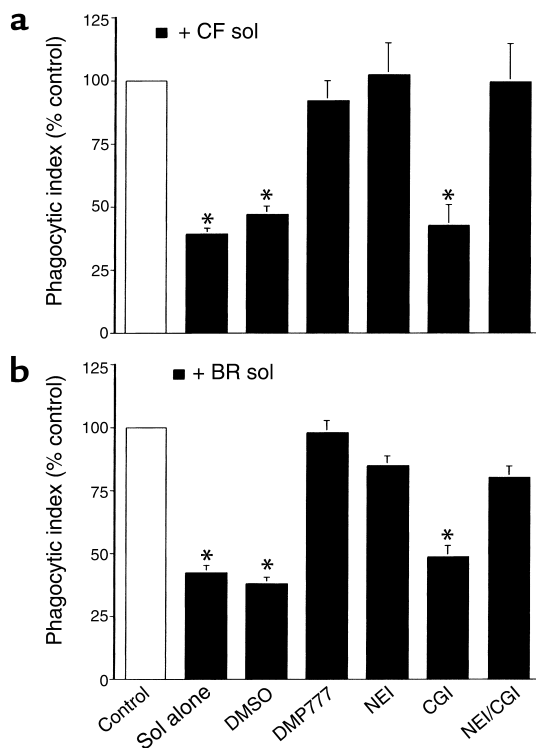 a
125
+ CF sol
100
75
50
25
0
Phagocytic index (% control)
*
*
*
b
125
+ BR sol
100
75
50
25
0
Phagocytic index (% control)
*
*
*
Control
Sol alone
DMSO
DMP777
NEI
CGI
NEI/CGI